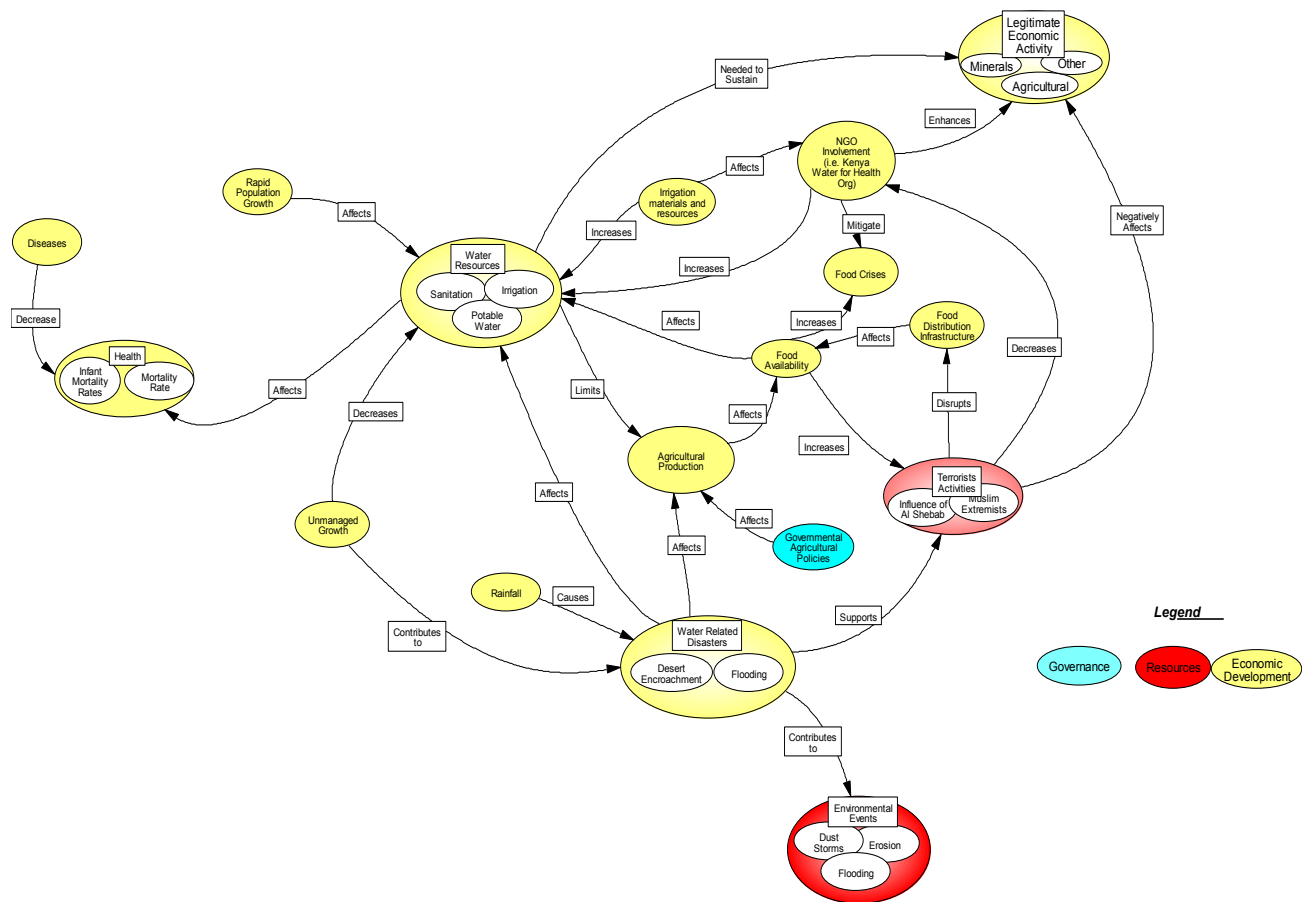 Legitimate
Economic
Activity
Minerals
Other
Agricultural
Needed to
Sustain
Enhances
NGO
Involvement
(i.e. Kenya
Water for Health
Org)
Affects
Rapid
Population
Growth
Irrigation
materials and
resources
Affects
Negatively
Affects
Mitigate
Increases
Diseases
Water
Resources
Sanitation
Irrigation
Potable
Water
Increases
Food Crises
Decrease
Affects
Increases
Food
Distribution
Infrastructure
Affects
Decreases
Health
Infant
Mortality
Rates
Mortality
Rate
Food
Availability
Affects
Limits
Decreases
Affects
Disrupts
Increases
Agricultural
Production
Terrorists
Activities
Influence of
Al Shebab
Muslim
Extremists
Affects
Unmanaged
Growth
Affects
Affects
Governmental
Agricultural
Policies
Rainfall
Causes
Supports
Legend
Contributes
to
Water Related
Disasters
Desert
Encroachment
Flooding
Governance
Resources
Economic
Development
Contributes
to
Environmental
Events
Dust
Storms
Erosion
Flooding